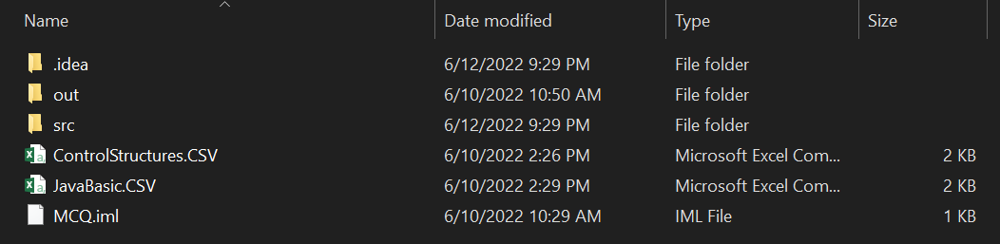 Name Date modified Type Size
.idea 6/12/2022 9:29 PM File folder
out 6/10/2022 10:50 AM File folder
src 6/12/2022 9:29 PM File folder
ControlStructures.CSV 6/10/2022 2:26 PM Microsoft Excel Com... 2 KB
JavaBasic.CSV 6/10/2022 2:29 PM Microsoft Excel Com... 2 KB
MCQ.iml 6/10/2022 10:29 AM IML File 1 KB